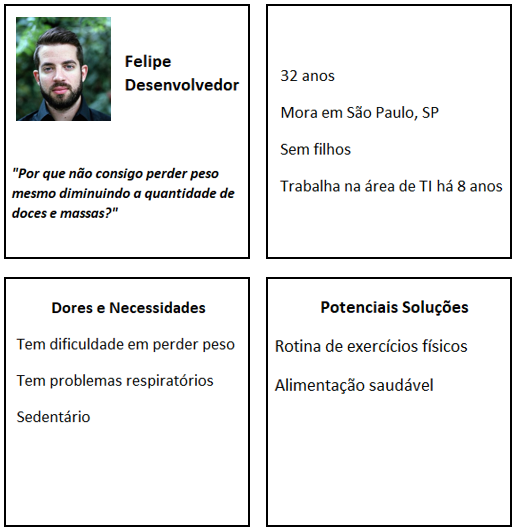 Felipe
Desenvolvedor
"Por que não consigo perder peso
mesmo diminuindo a quantidade de
doces e massas?"
32 anos
Mora em São Paulo, SP
Sem filhos
Trabalha na área de TI há 8 anos
Dores e Necessidades
Tem dificuldade em perder peso
Tem problemas respiratórios
Sedentário
Potenciais Soluções
Rotina de exercícios físicos
Alimentação saudável